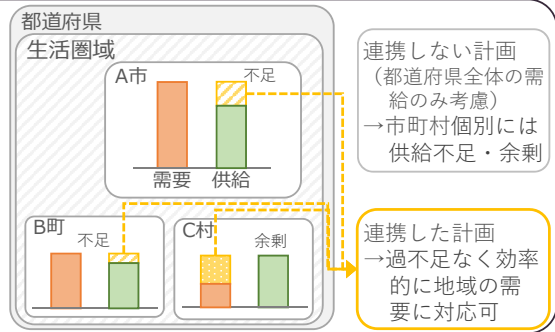 都道府県
生活圏域
A市
不足
需要 供給
B町
不足
C村
余剰
連携しない計画
（都道府県全体の需
給のみ考慮）
→市町村個別には
供給不足・余剰
連携した計画
→過不足なく効率
的に地域の需
要に対応可